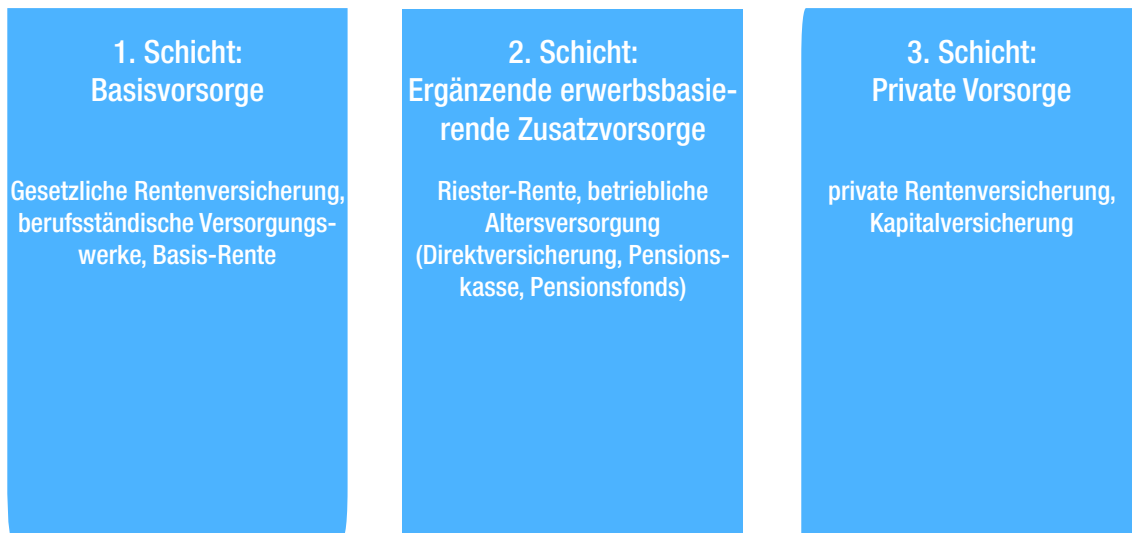 1. Schicht:
Basisvorsorge
Gesetzliche Rentenversicherung,
berufsständische Versorgungs-
werke, Basis-Rente
2. Schicht:
Ergänzende erwerbsbasie-
rende Zusatzvorsorge
Riester-Rente, betriebliche
Altersversorgung
(Direktversicherung, Pensions-
kasse, Pensionsfonds)
3. Schicht:
Private Vorsorge
private Rentenversicherung,
Kapitalversicherung